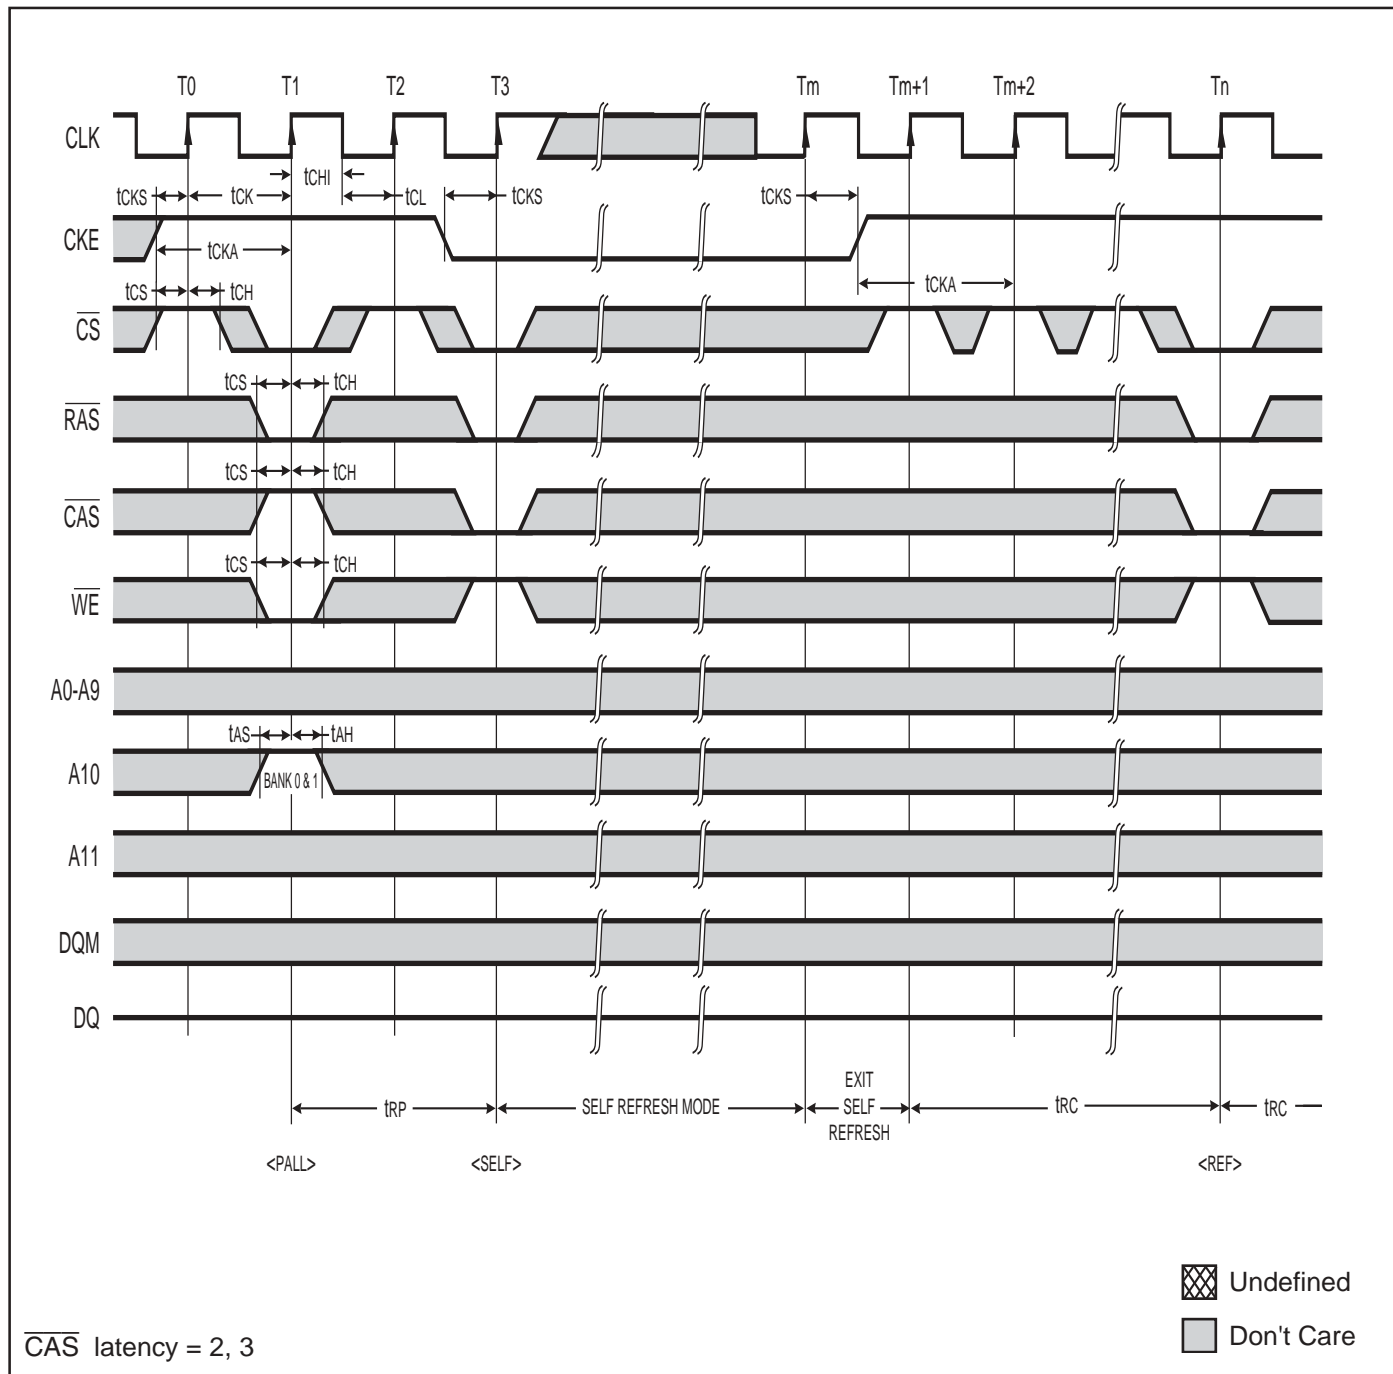 T0 T1 T2 T3 Tm Tm+1 Tm+2 Tn
CLK
tCHI
tCKS tCK tCL tCKS tCKS
CKE
tCKA
tCKA
tCS tCH
CS
tCS tCH
RAS
tCS tCH
CAS
tCS tCH
WE
A0-A9
tAS tAH
A10 BANK 0 & 1
A11
DQM
DQ
EXIT
tRP SELF REFRESH MODE SELF tRC tRC
REFRESH
<PALL> <SELF> <REF>
Undefined
Don't Care
CAS latency = 2, 3